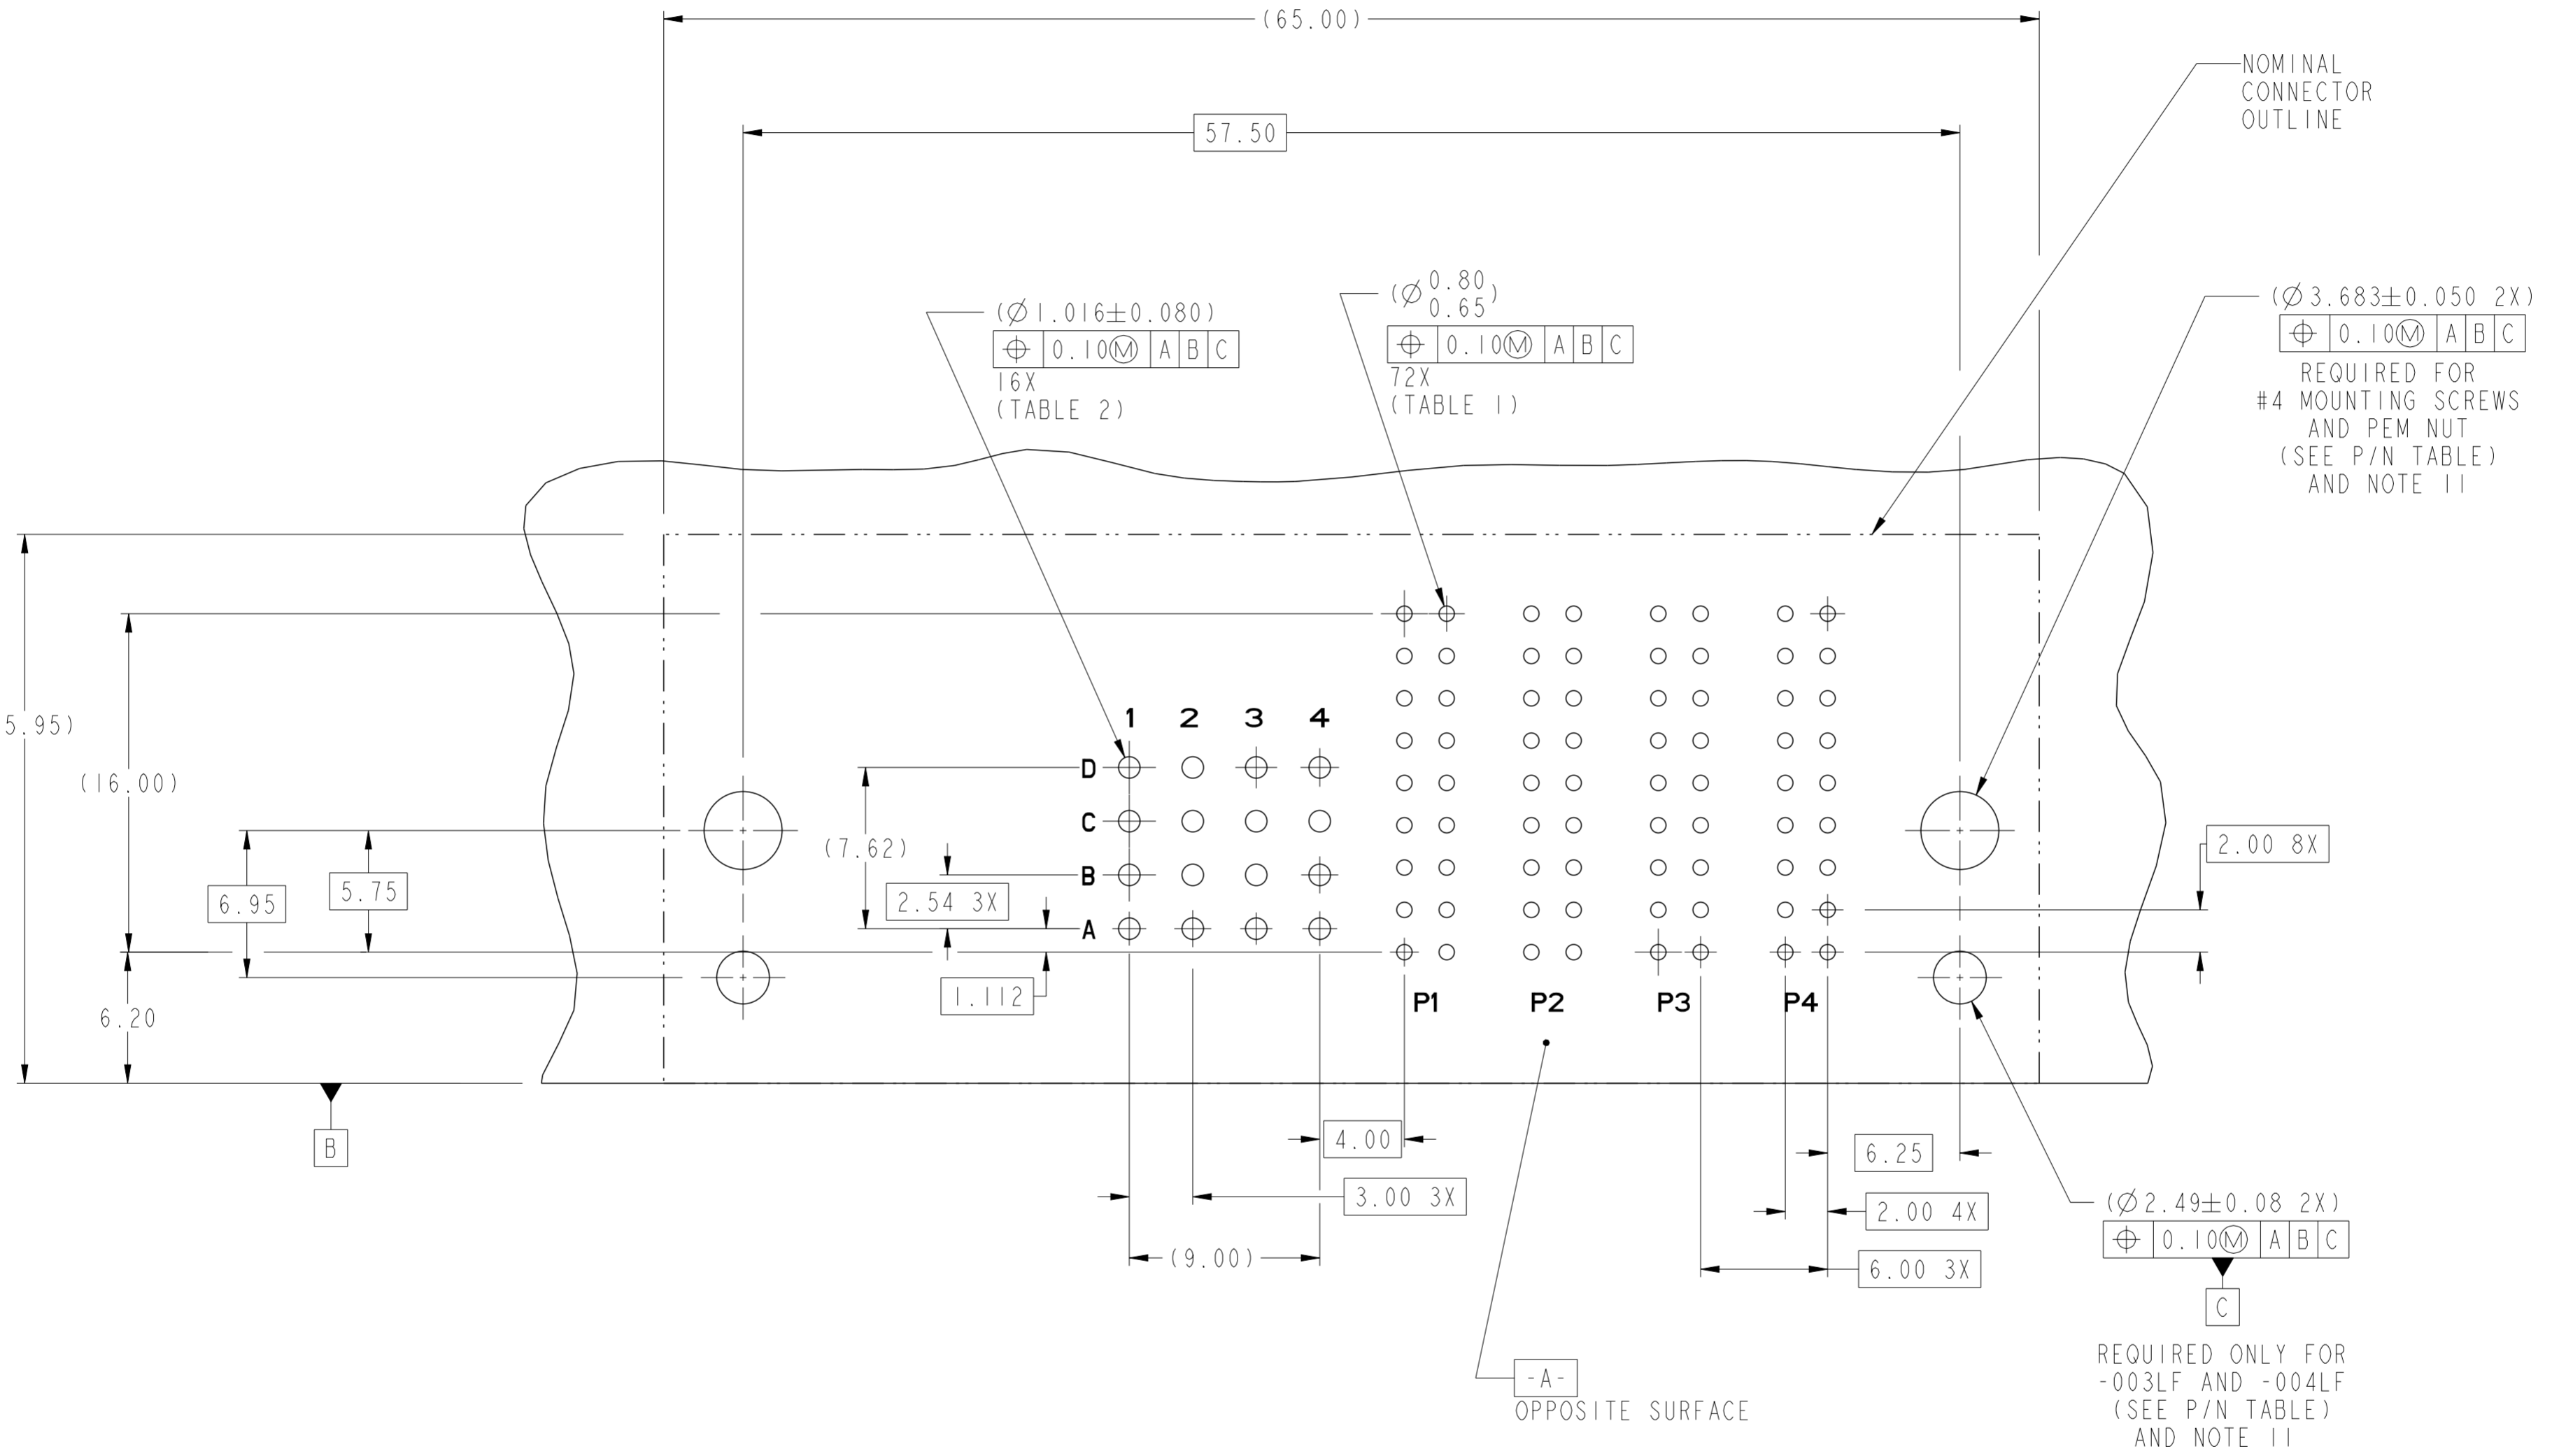 (65.00)
NOMINAL
CONNECTOR
OUTLINE
57.50
(Ø1.016±0.080)
⌖ 0.10Ⓜ A B C
16X
(TABLE 2)
(Ø0.80
0.65)
⌖ 0.10Ⓜ A B C
72X
(TABLE 1)
(Ø3.683±0.050 2X)
⌖ 0.10Ⓜ A B C
REQUIRED FOR
#4 MOUNTING SCREWS
AND PEM NUT
(SEE P/N TABLE)
AND NOTE 11
5.95)
(16.00)
6.95
5.75
6.20
(7.62)
2.54 3X
1.112
1 2 3 4
D
C
B
A
P1 P2 P3 P4
2.00 8X
B
4.00
3.00 3X
(9.00)
6.25
2.00 4X
6.00 3X
-A-
OPPOSITE SURFACE
(Ø2.49±0.08 2X)
⌖ 0.10Ⓜ A B C
C
REQUIRED ONLY FOR
-003LF AND -004LF
(SEE P/N TABLE)
AND NOTE 11